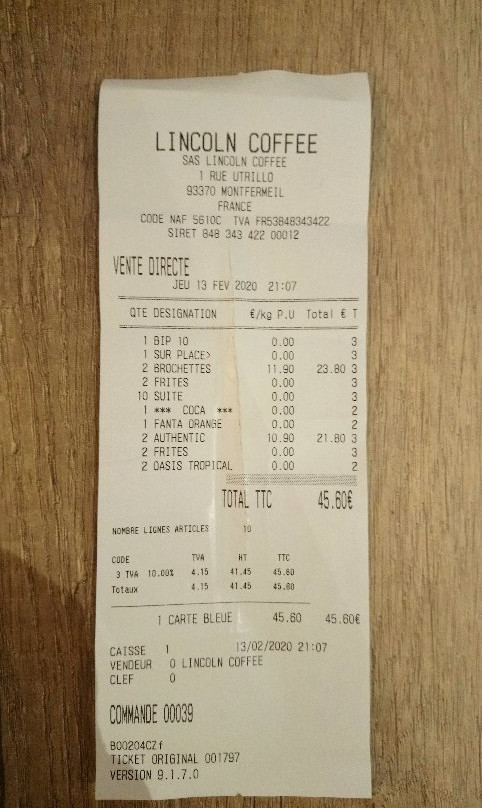 LINCOLN COFFEE
SAS LINCOLN COFFEE
1 RUE UTRILLO
93370 MONTFERMEIL
FRANCE
CODE NAF 5610C TVA FR53848343422
SIRET 848 343 422 00012
VENTE DIRECTE
JEU 13 FEV 2020 21:07
QTE DESIGNATION €/kg P.U Total € T
1 BIP 10 0.00 3
1 SUR PLACE> 0.00 3
2 BROCHETTES 11.90 23.80 3
2 FRITES 0.00 3
10 SUITE 0.00 3
1 *** COCA *** 0.00 2
1 FANTA ORANGE 0.00 2
2 AUTHENTIC 10.90 21.80 3
2 FRITES 0.00 3
2 OASIS TROPICAL 0.00 2
TOTAL TTC 45.60€
NOMBRE LIGNES ARTICLES 10
CODE TVA HT TTC
3 TVA 10.00% 4.15 41.45 45.60
Totaux 4.15 41.45 45.60
1 CARTE BLEUE 45.60 45.60€
CAISSE 1 13/02/2020 21:07
VENDEUR 0 LINCOLN COFFEE
CLEF 0
COMMANDE 00039
B00204CZf
TICKET ORIGINAL 001797
VERSION 9.1.7.0